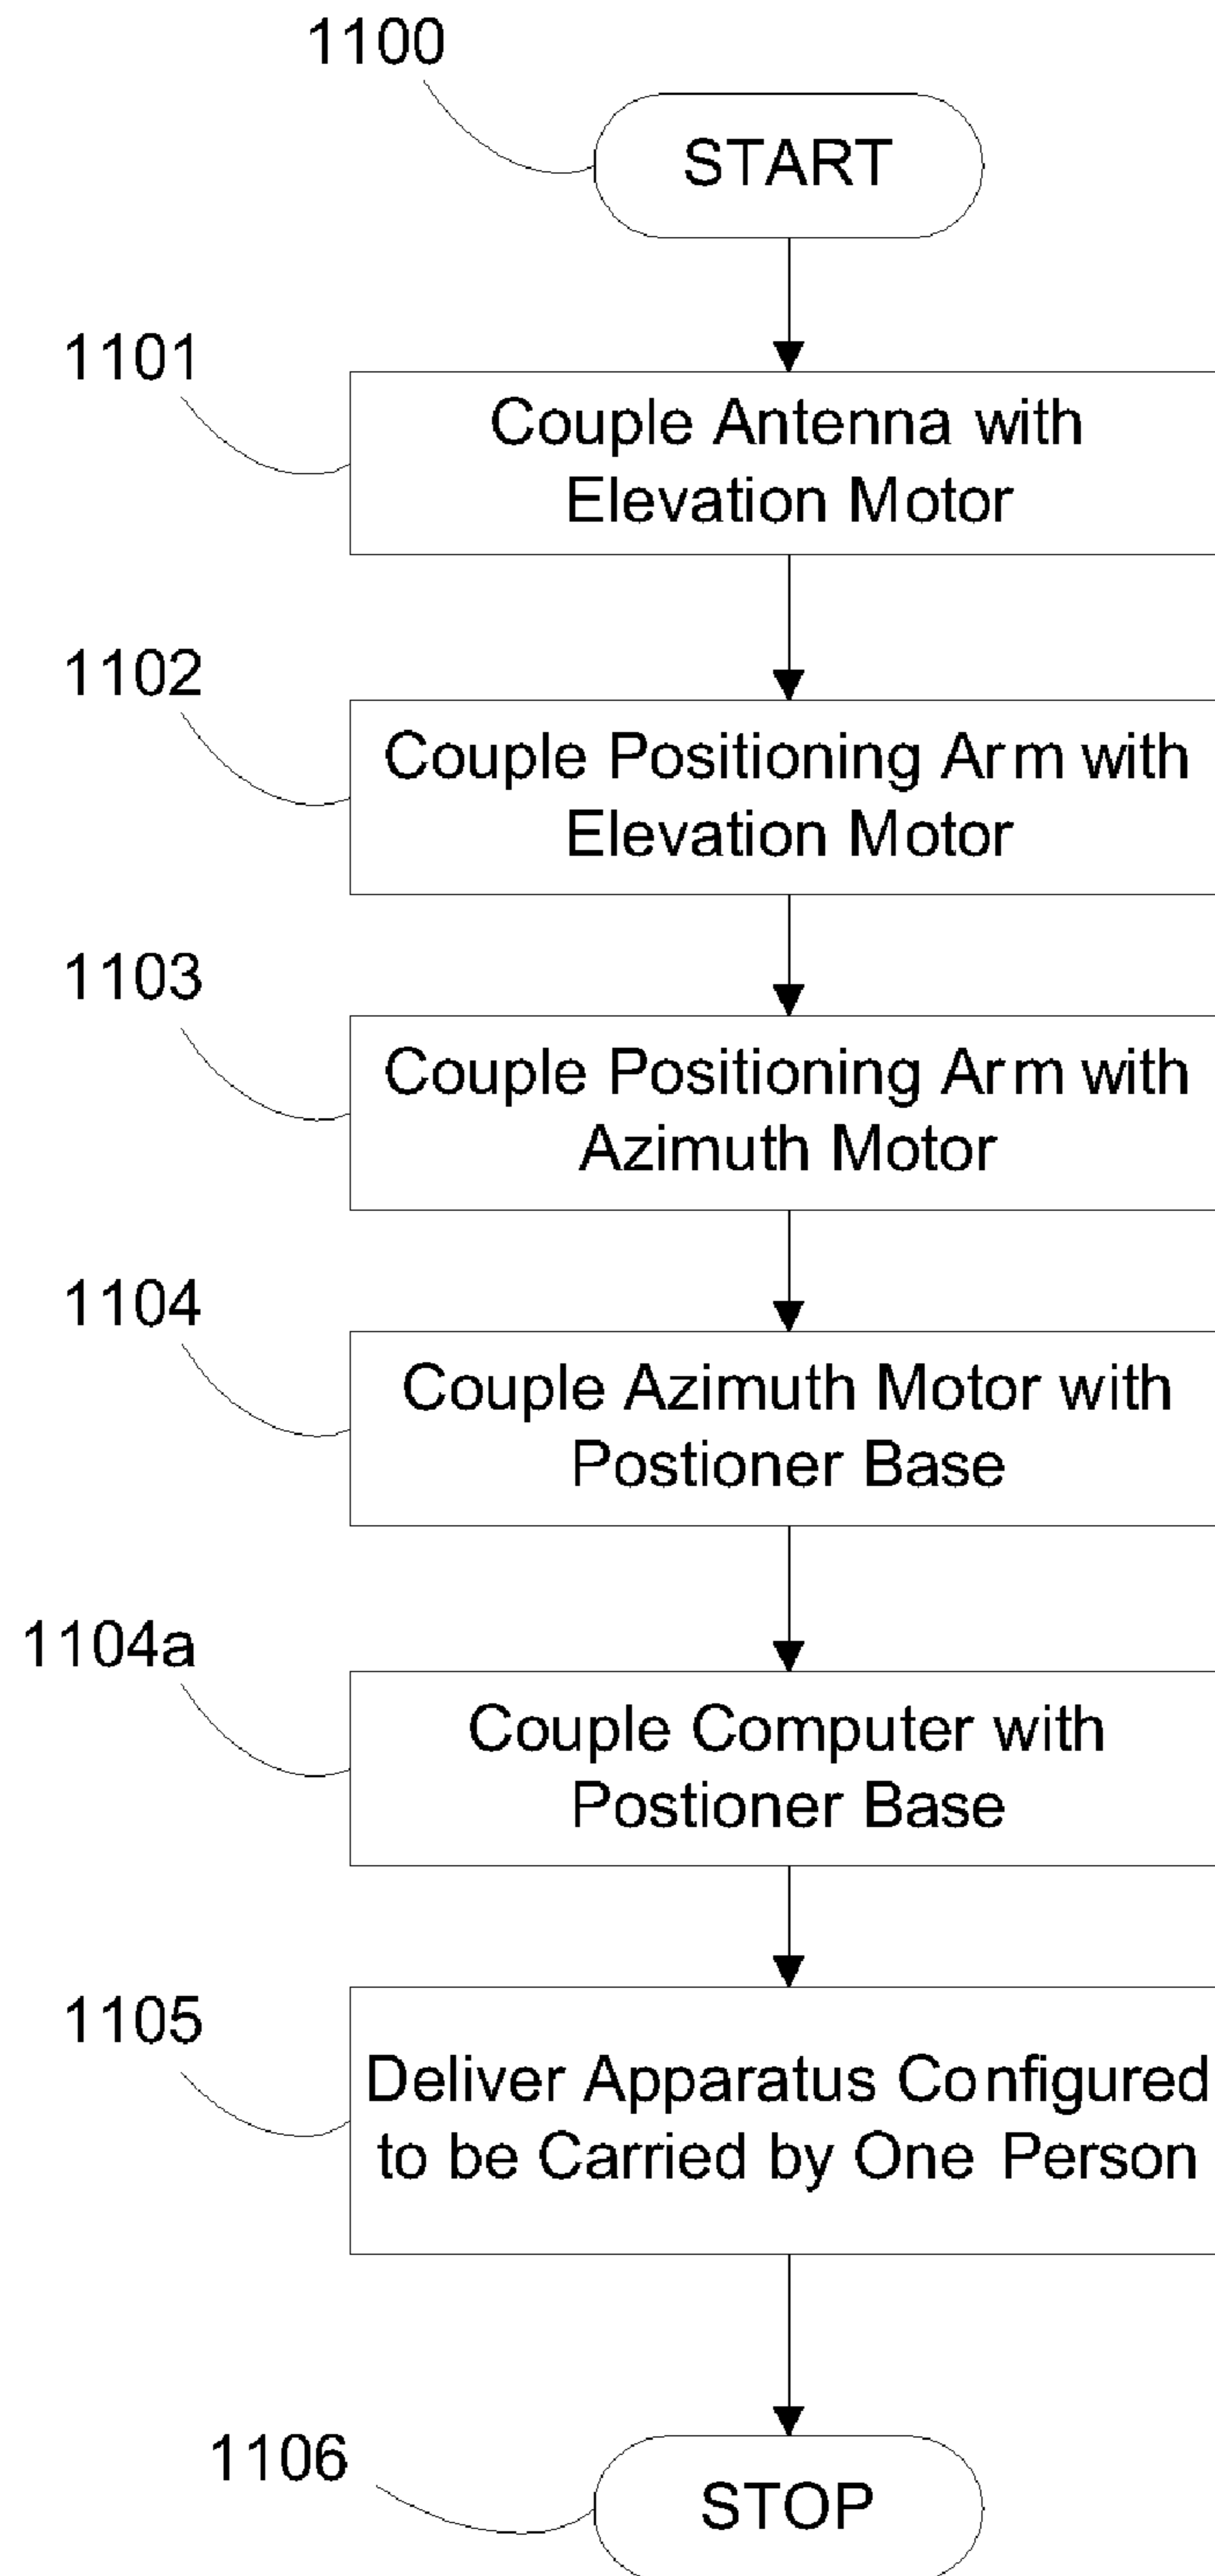 1100
START
1101
Couple Antenna with
Elevation Motor
1102
Couple Positioning Arm with
Elevation Motor
1103
Couple Positioning Arm with
Azimuth Motor
1104
Couple Azimuth Motor with
Postioner Base
1104a
Couple Computer with
Postioner Base
1105
Deliver Apparatus Configured
to be Carried by One Person
1106
STOP